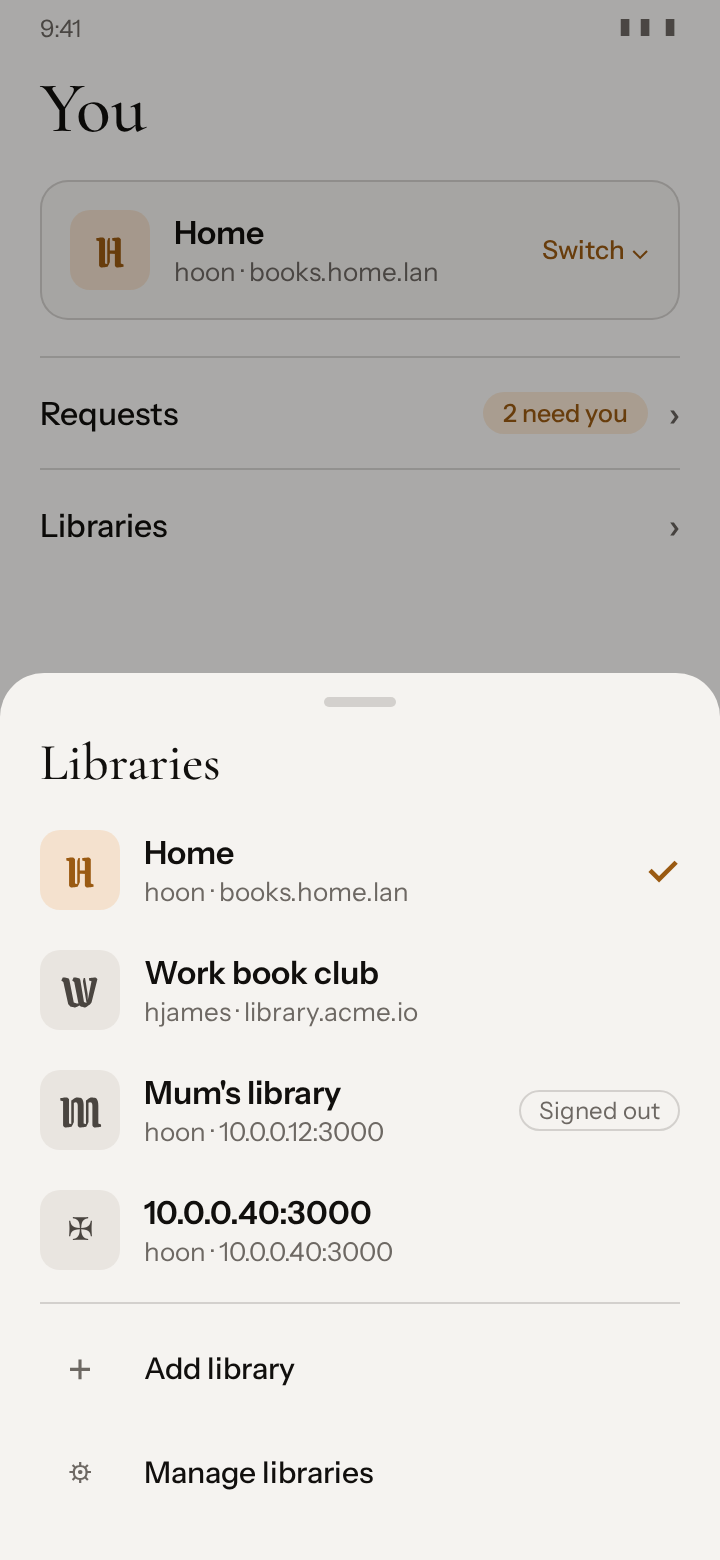 9:41
You
H
Home
hoon · books.home.lan
Switch
Requests
2 need you
Libraries
Libraries
H
Home
hoon · books.home.lan
W
Work book club
hjames · library.acme.io
M
Mum's library
hoon · 10.0.0.12:3000
Signed out
10.0.0.40:3000
hoon · 10.0.0.40:3000
Add library
Manage libraries